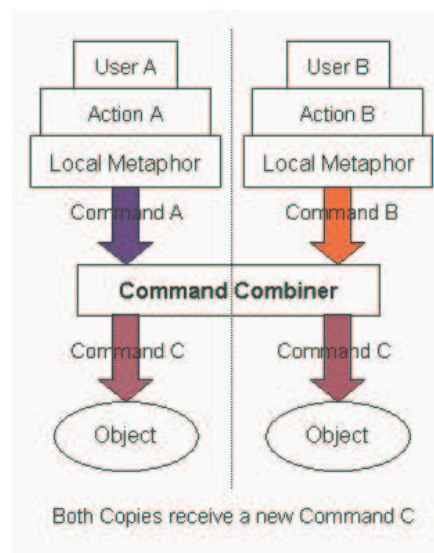 User A
User B
Action A
Action B
Local Metaphor
Local Metaphor
Command A
Command B
Command Combiner
Command C
Command C
Object
Object
Both Copies receive a new Command C